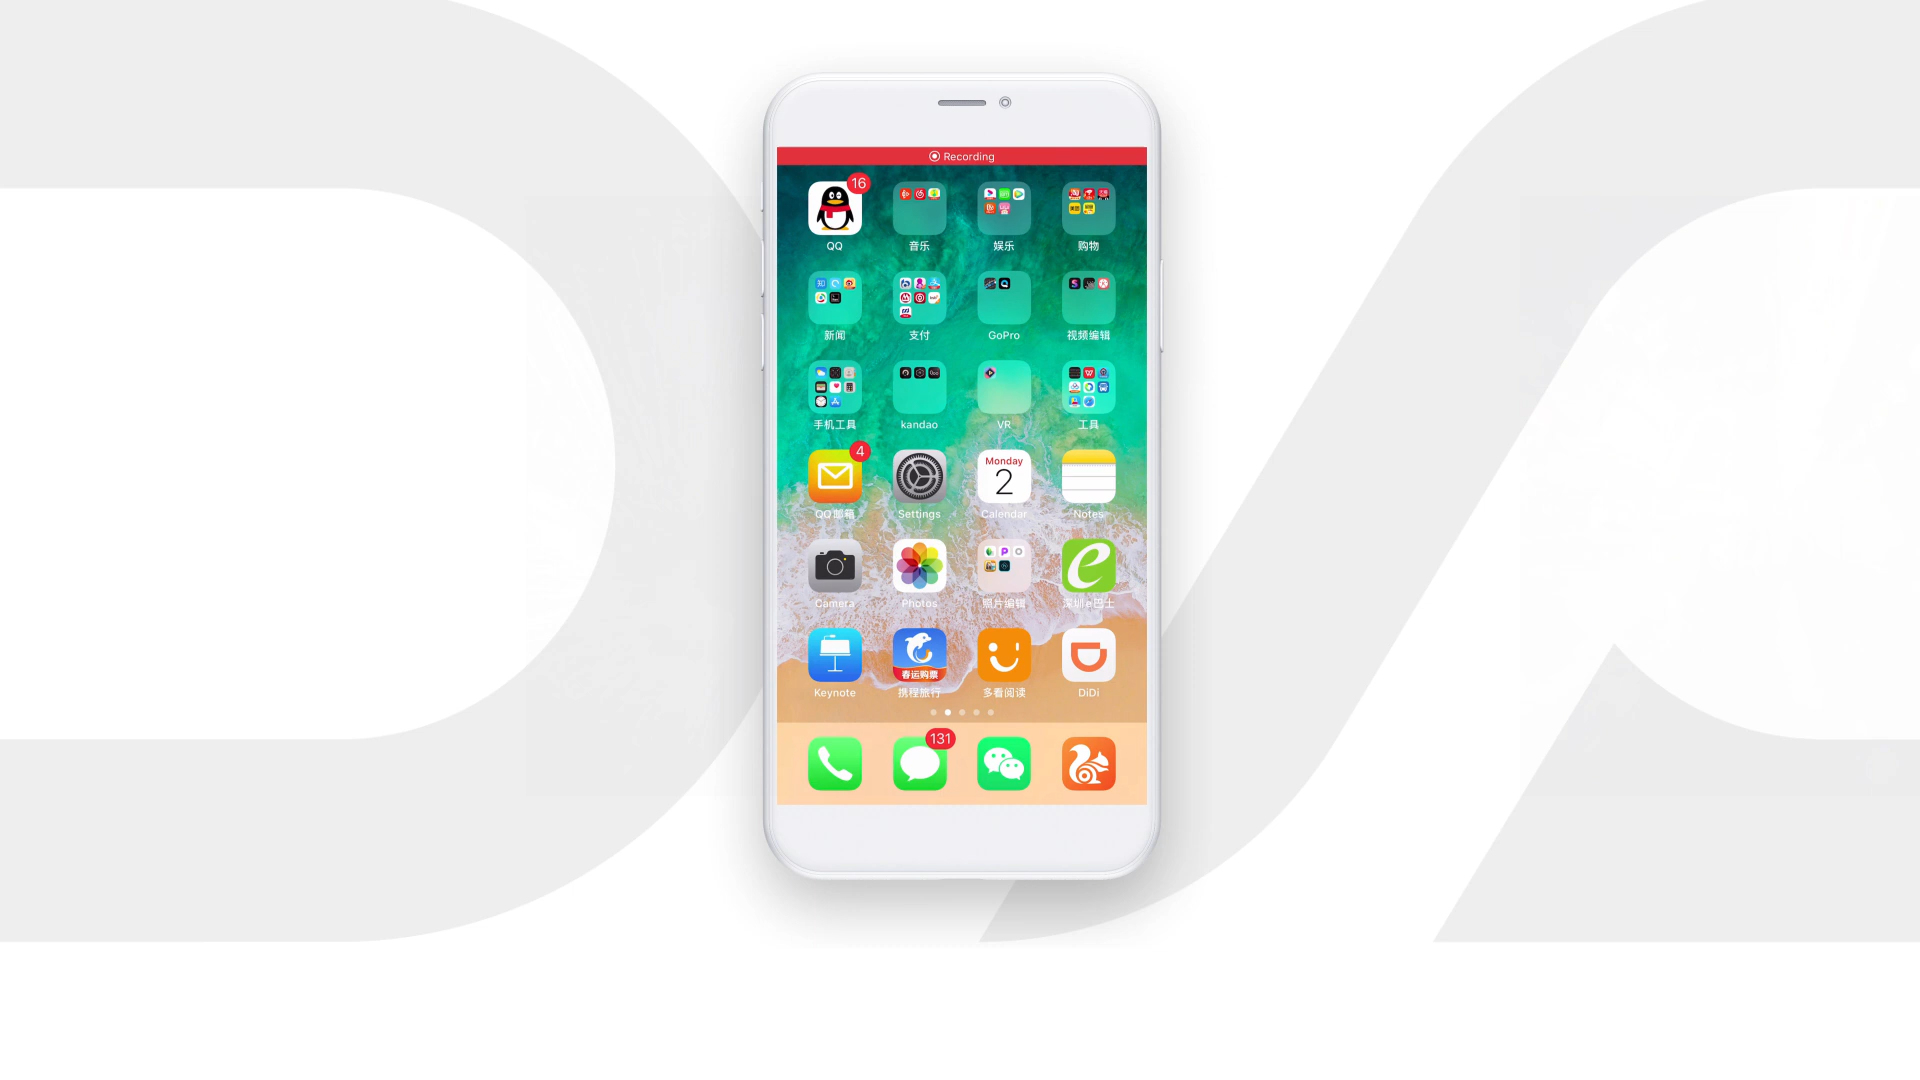 Recording
16
QQ
音乐
娱乐
购物
新闻
支付
GoPro
视频编辑
手机工具
kandao
VR
工具
4
Monday
2
QQ邮箱
Settings
Calendar
Notes
Camera
Photos
照片编辑
深圳e巴士
春运购票
Keynote
携程旅行
多看阅读
DiDi
131